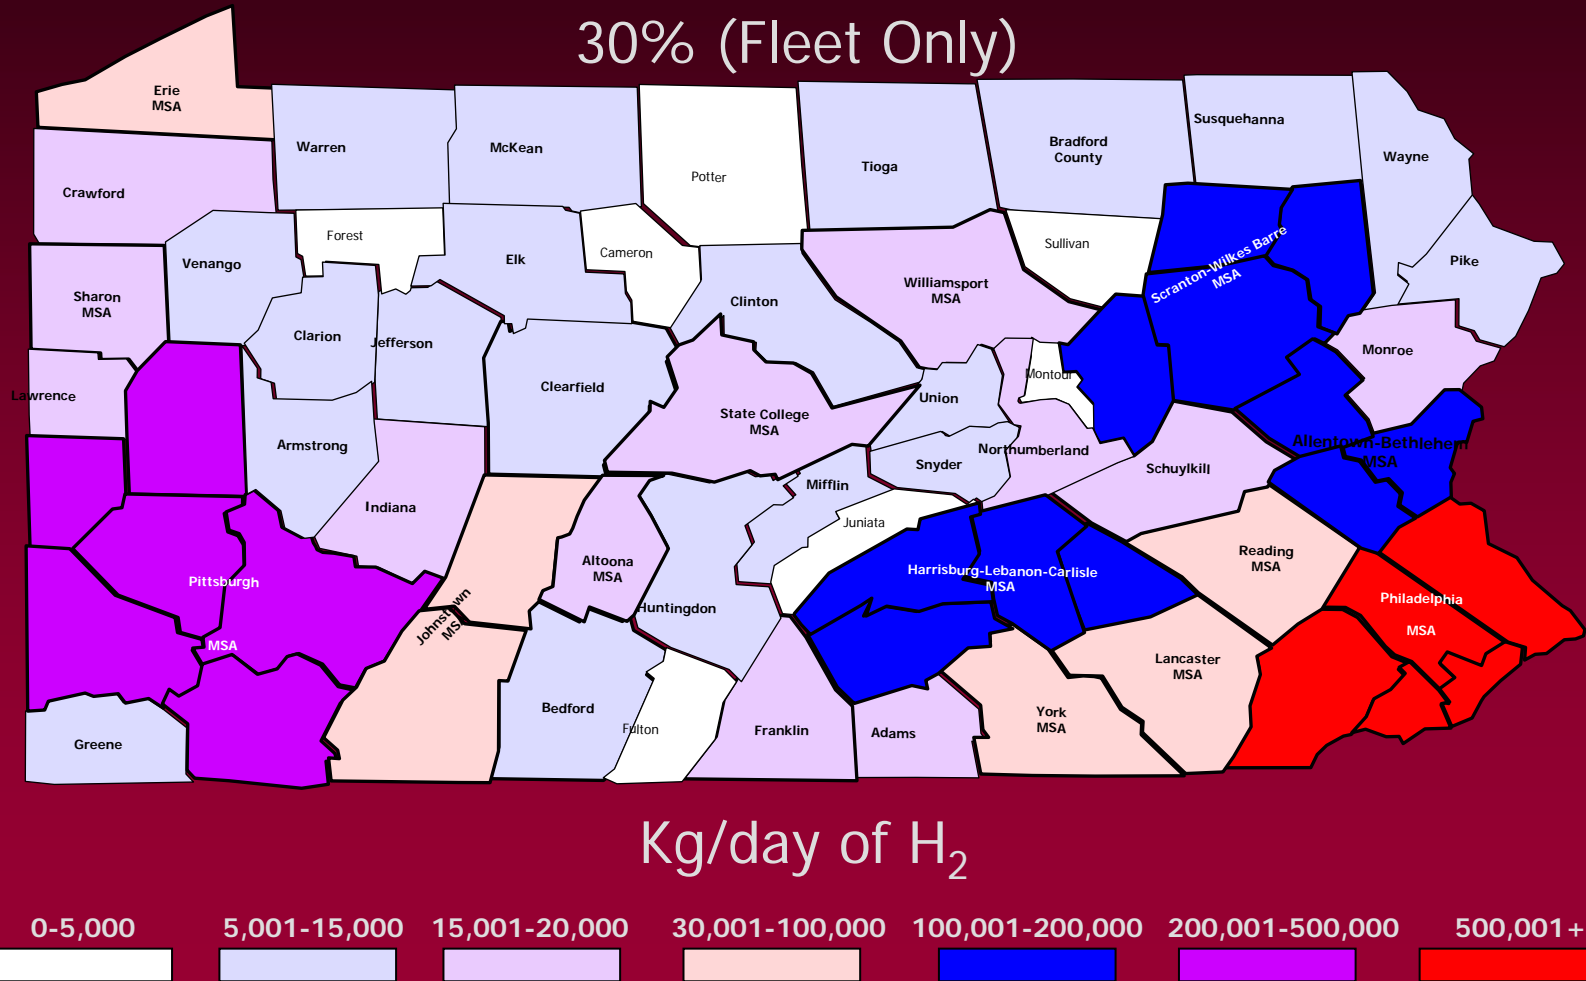 30% (Fleet Only)
Erie
MSA
Warren
McKean
Potter
Tioga
Bradford
County
Susquehanna
Wayne
Crawford
Forest
Venango
Elk
Cameron
Clinton
Williamsport
MSA
Sullivan
Scranton-Wilkes Barre
MSA
Pike
Sharon
MSA
Clarion
Jefferson
Clearfield
Monroe
Lawrence
State College
MSA
Union
Montour
Armstrong
Northumberland
Snyder
Schuylkill
Allentown-Bethlehem
MSA
Indiana
Mifflin
Juniata
Altoona
MSA
Harrisburg-Lebanon-Carlisle
MSA
Reading
MSA
Pittsburgh
MSA
Johnstown
MSA
Huntingdon
Philadelphia
MSA
Lancaster
MSA
Greene
Bedford
Fulton
Franklin
Adams
York
MSA
Kg/day of H₂
0-5,000
5,001-15,000
15,001-20,000
30,001-100,000
100,001-200,000
200,001-500,000
500,001+